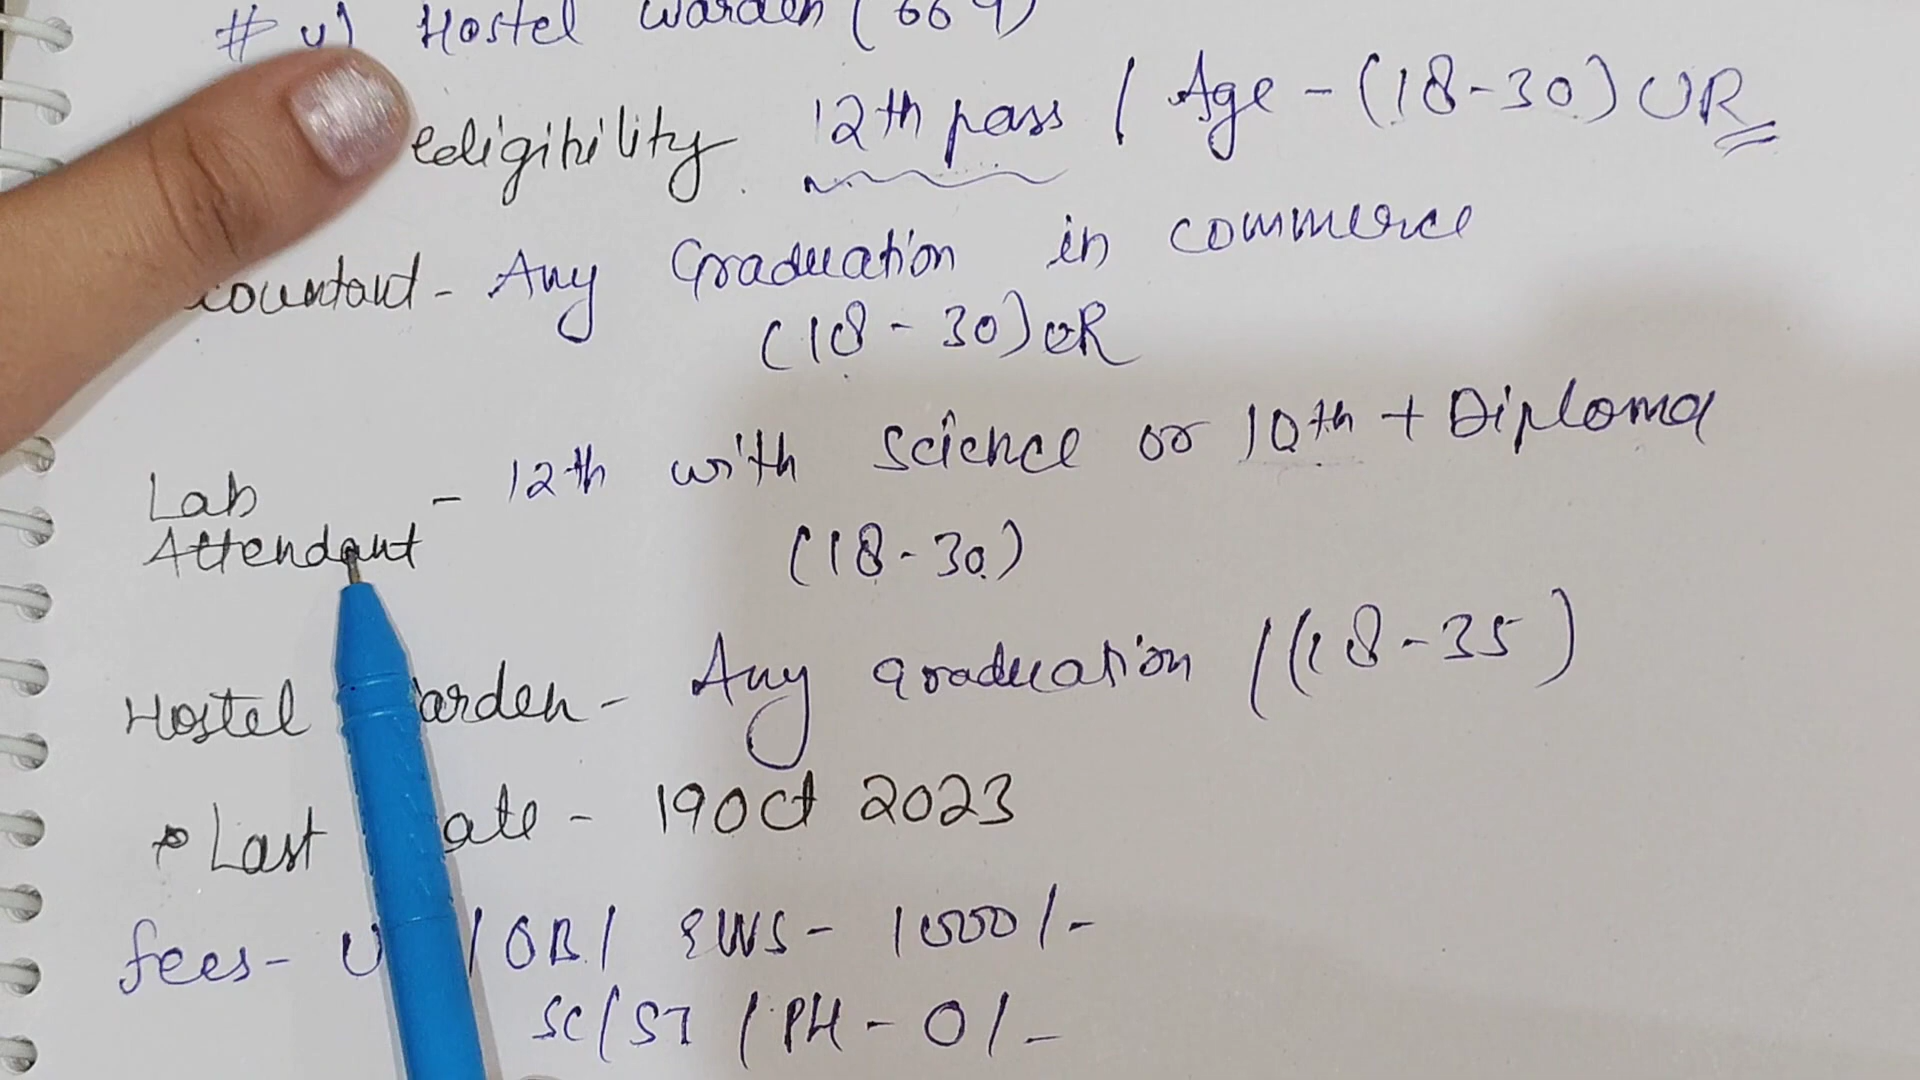 # v) Hostel Warden (669)
eligibility 12th pass / Age - (18-30) UR
countant - Any Graduation in commerce
(18-30) UR
Lab Attendant - 12th with Science or 10th + Diploma
(18-30)
Hostel arden - Any graduation / (18-35)
Last ate - 19 Oct 2023
fees - U / OB / EWS - 1000/-
SC/ST / PH - 0/-